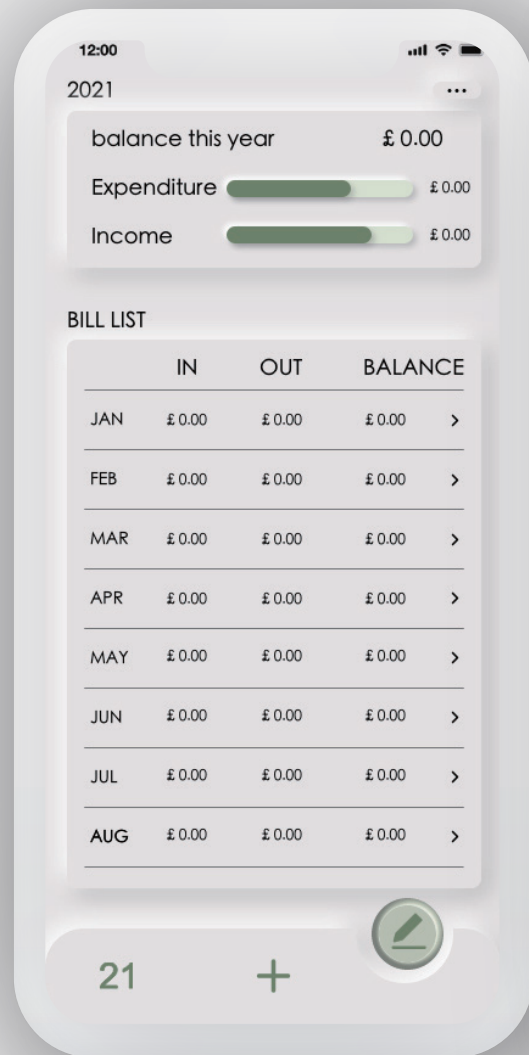 12:00
2021
...
balance this year £ 0.00
Expenditure £ 0.00
Income £ 0.00
BILL LIST
IN OUT BALANCE
JAN £ 0.00 £ 0.00 £ 0.00 >
FEB £ 0.00 £ 0.00 £ 0.00 >
MAR £ 0.00 £ 0.00 £ 0.00 >
APR £ 0.00 £ 0.00 £ 0.00 >
MAY £ 0.00 £ 0.00 £ 0.00 >
JUN £ 0.00 £ 0.00 £ 0.00 >
JUL £ 0.00 £ 0.00 £ 0.00 >
AUG £ 0.00 £ 0.00 £ 0.00 >
21 +